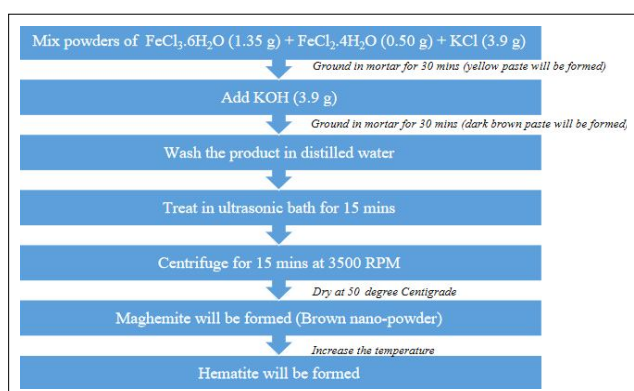 Mix powders of FeCl3.6H2O (1.35 g) + FeCl2.4H2O (0.50 g) + KCl (3.9 g)
Ground in mortar for 30 mins (yellow paste will be formed)
Add KOH (3.9 g)
Ground in mortar for 30 mins (dark brown paste will be formed)
Wash the product in distilled water
Treat in ultrasonic bath for 15 mins
Centrifuge for 15 mins at 3500 RPM
Dry at 50 degree Centigrade
Maghemite will be formed (Brown nano-powder)
Increase the temperature
Hematite will be formed